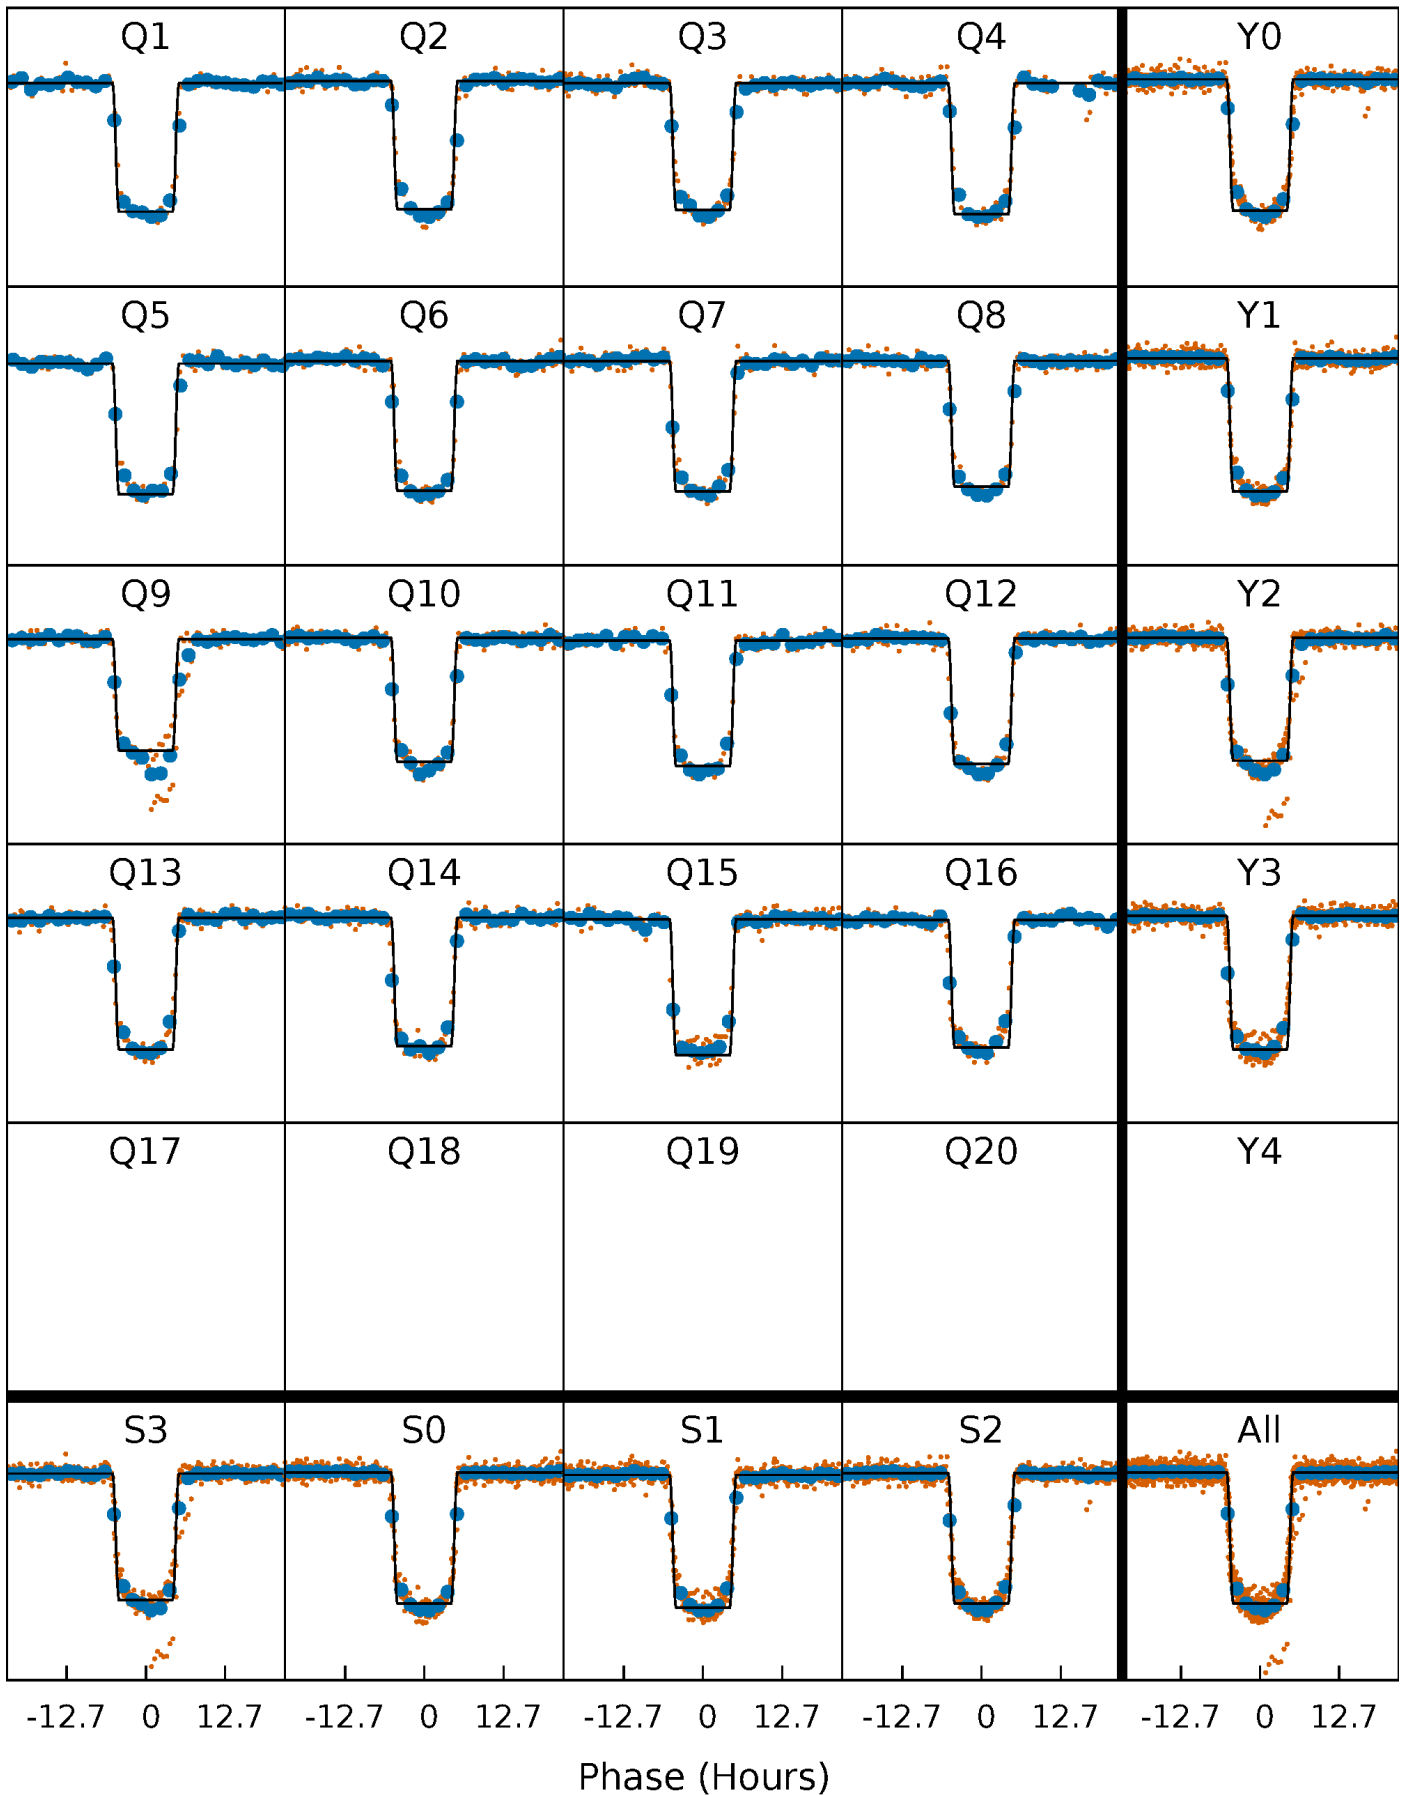 Q1 Q2 Q3 Q4 Y0
Q5 Q6 Q7 Q8 Y1
Q9 Q10 Q11 Q12 Y2
Q13 Q14 Q15 Q16 Y3
Q17 Q18 Q19 Q20 Y4
S3 S0 S1 S2 All
-12.7 0 12.7 -12.7 0 12.7 -12.7 0 12.7 -12.7 0 12.7 -12.7 0 12.7
Phase (Hours)